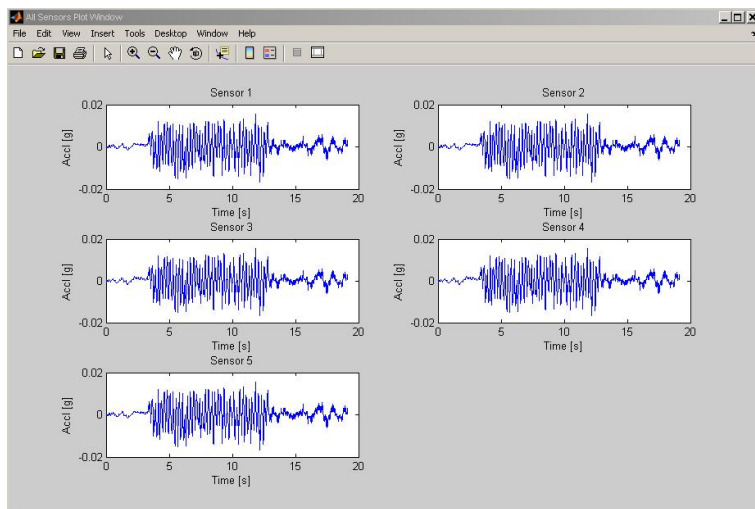 All Sensors Plot Window
File Edit View Insert Tools Desktop Window Help
Sensor 1
0.02
0
-0.02
Accl [g]
0 5 10 15 20
Time [s]
Sensor 2
0.02
0
-0.02
Accl [g]
0 5 10 15 20
Time [s]
Sensor 3
0.02
0
-0.02
Accl [g]
0 5 10 15 20
Time [s]
Sensor 4
0.02
0
-0.02
Accl [g]
0 5 10 15 20
Time [s]
Sensor 5
0.02
0
-0.02
Accl [g]
0 5 10 15 20
Time [s]